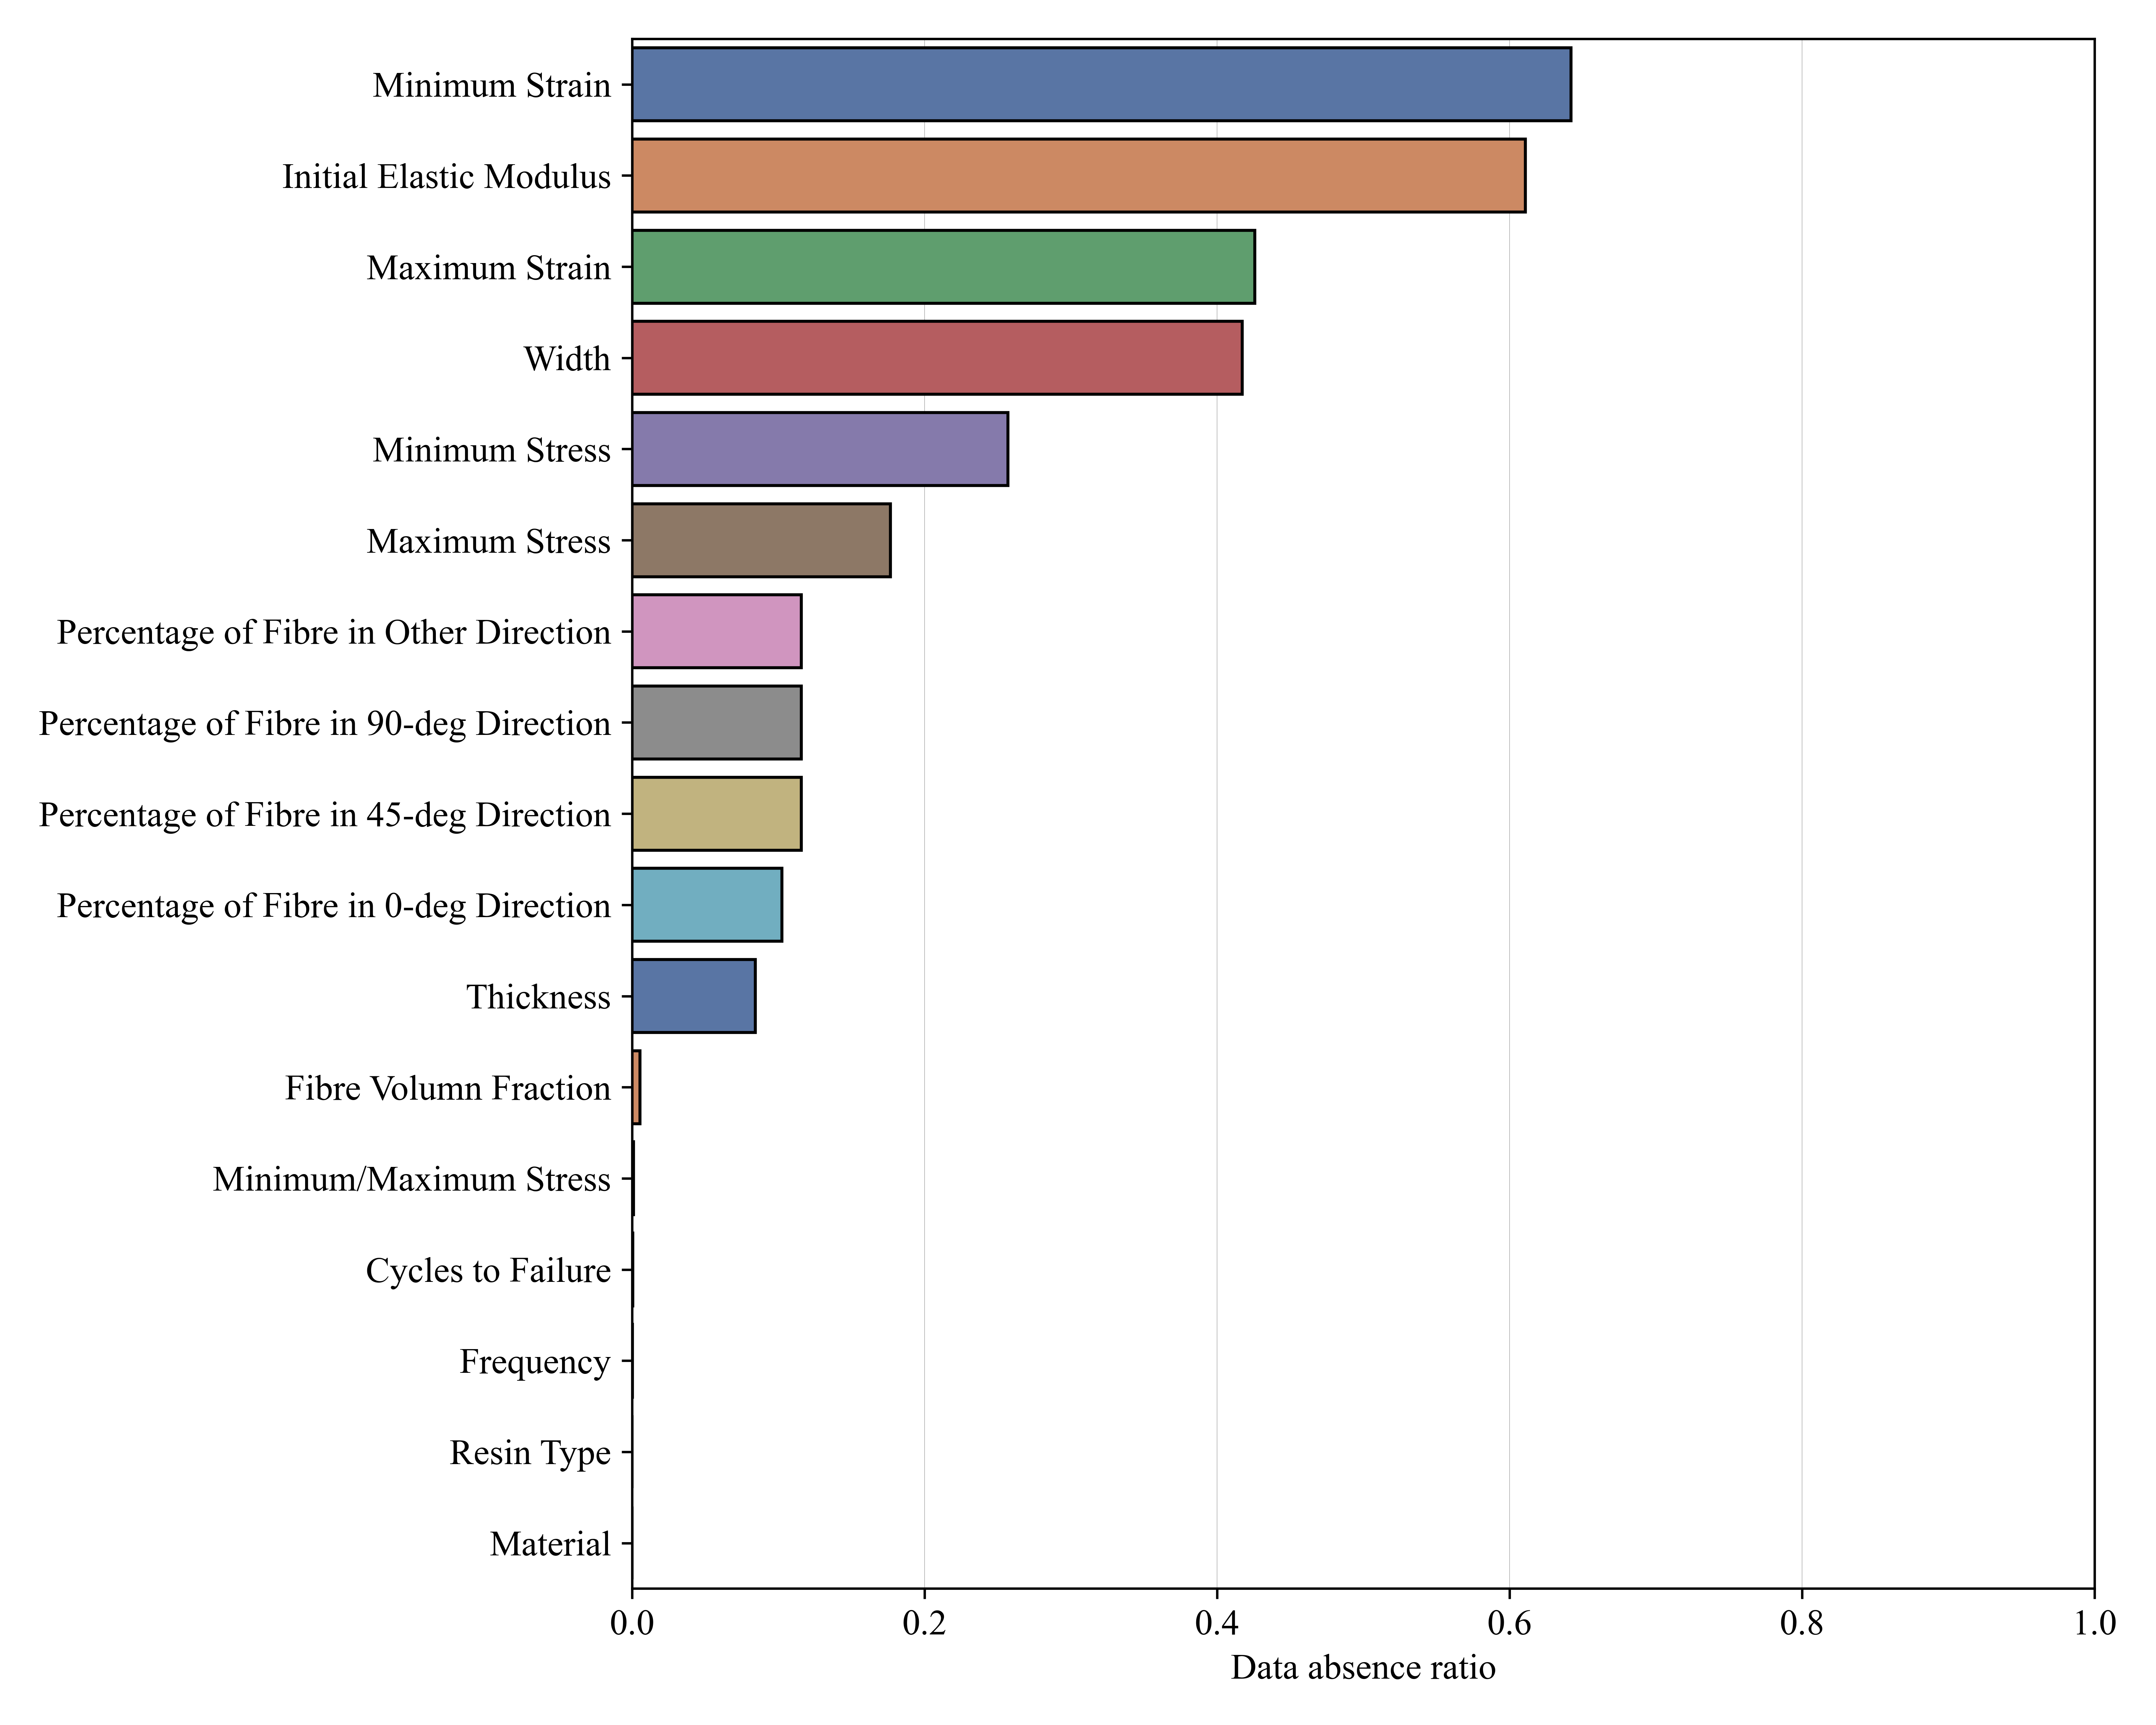 Minimum Strain
Initial Elastic Modulus
Maximum Strain
Width
Minimum Stress
Maximum Stress
Percentage of Fibre in Other Direction
Percentage of Fibre in 90-deg Direction
Percentage of Fibre in 45-deg Direction
Percentage of Fibre in 0-deg Direction
Thickness
Fibre Volumn Fraction
Minimum/Maximum Stress
Cycles to Failure
Frequency
Resin Type
Material
0.0 0.2 0.4 0.6 0.8 1.0
Data absence ratio